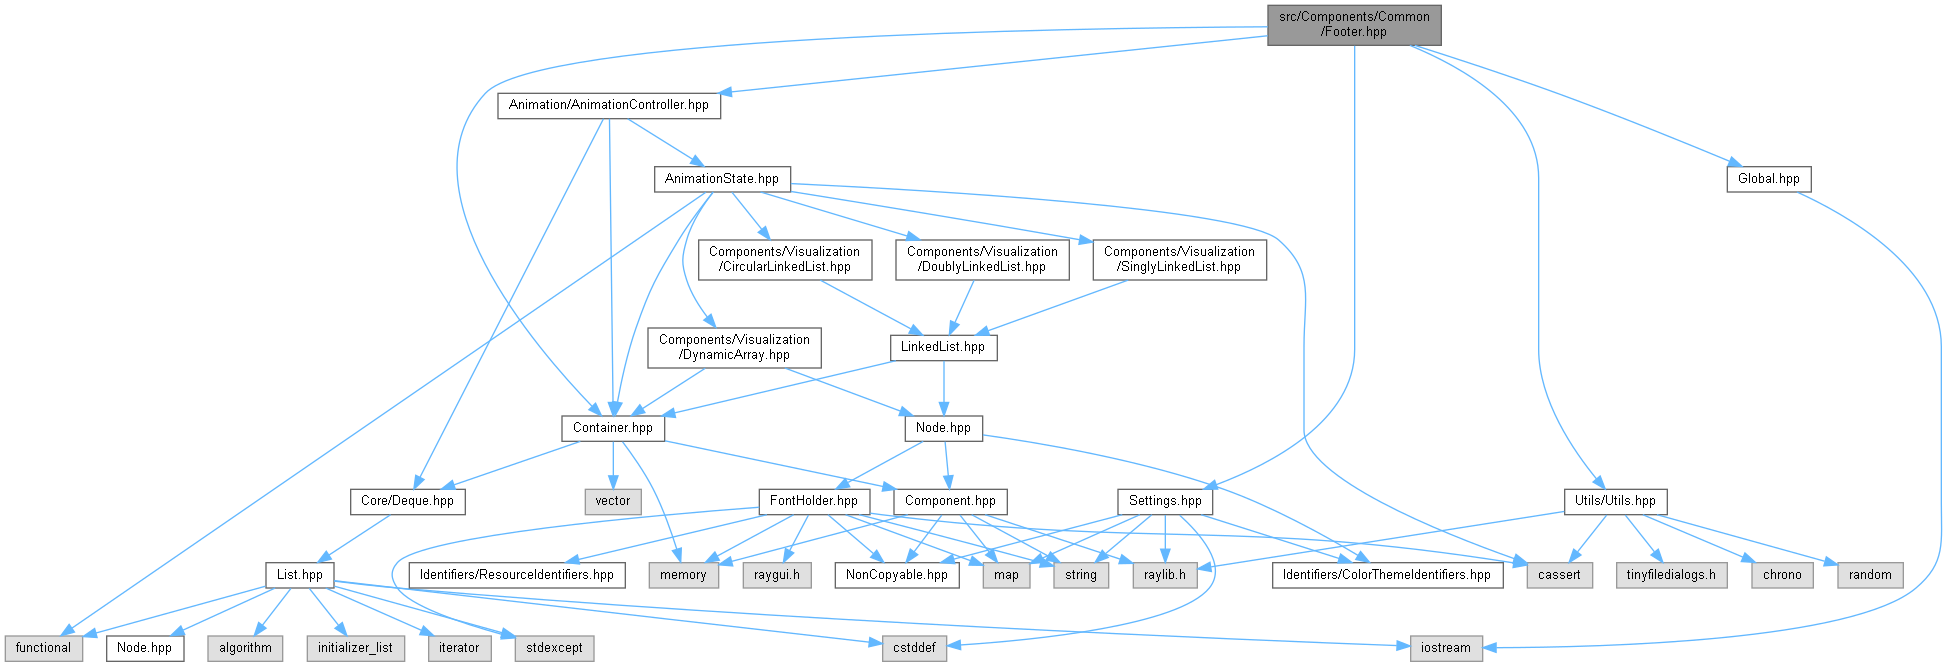 src/Components/Common
/Footer.hpp
Animation/AnimationController.hpp
AnimationState.hpp
Global.hpp
Components/Visualization
/CircularLinkedList.hpp
Components/Visualization
/DoublyLinkedList.hpp
Components/Visualization
/SinglyLinkedList.hpp
Components/Visualization
/DynamicArray.hpp
LinkedList.hpp
Container.hpp
Node.hpp
Core/Deque.hpp
vector
FontHolder.hpp
Component.hpp
Settings.hpp
Utils/Utils.hpp
List.hpp
Identifiers/ResourceIdentifiers.hpp
memory
raygui.h
NonCopyable.hpp
map
string
raylib.h
Identifiers/ColorThemeIdentifiers.hpp
cassert
tinyfiledialogs.h
chrono
random
functional
Node.hpp
algorithm
initializer_list
iterator
stdexcept
cstddef
iostream